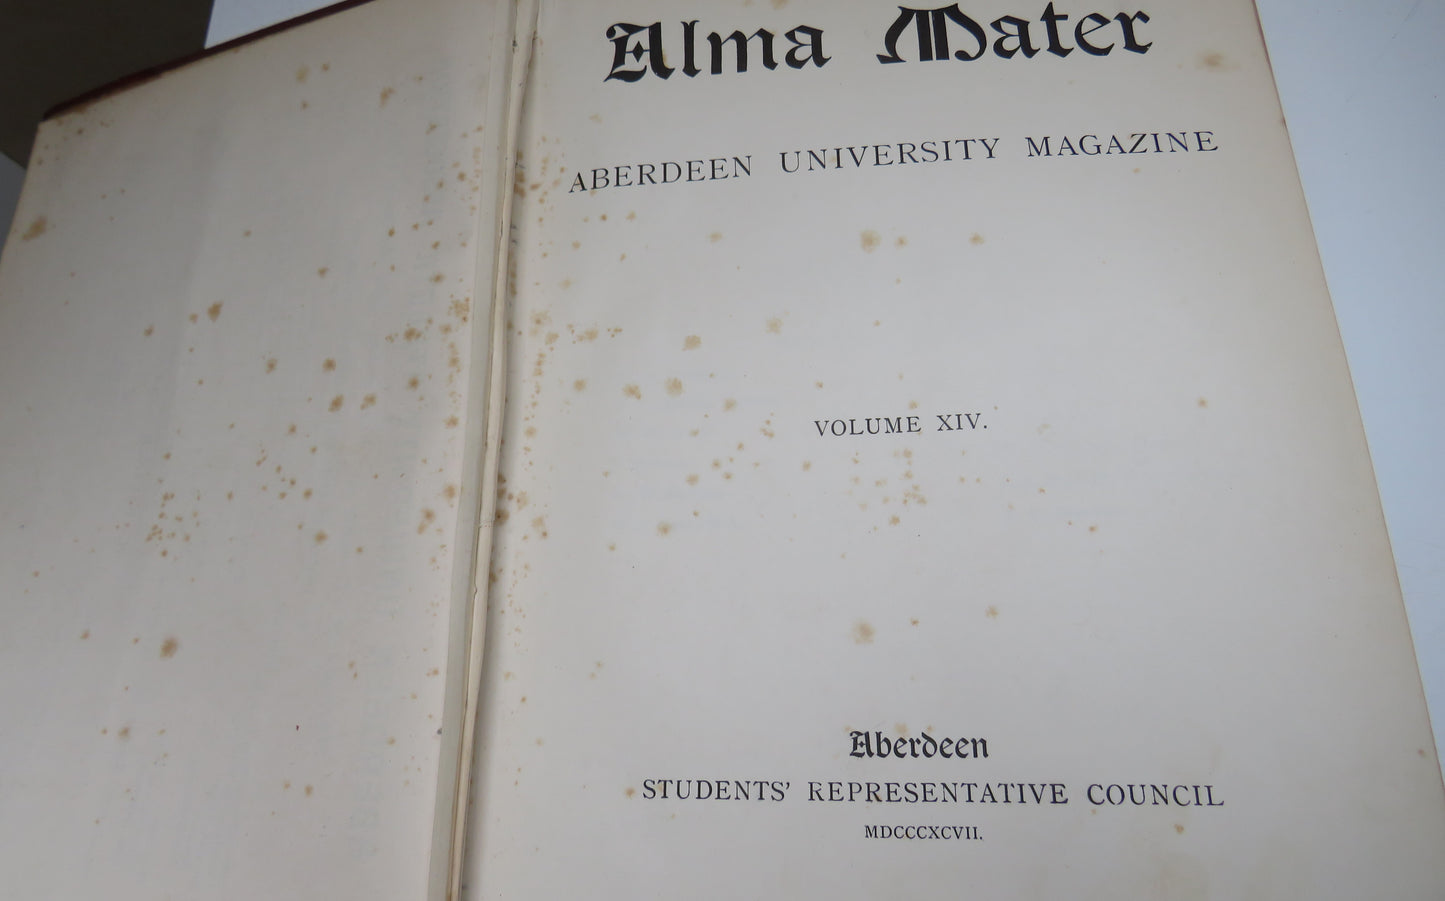 Alma Mater
ABERDEEN UNIVERSITY MAGAZINE
VOLUME XIV.
Aberdeen
STUDENTS' REPRESENTATIVE COUNCIL
MDCCCXCVII.